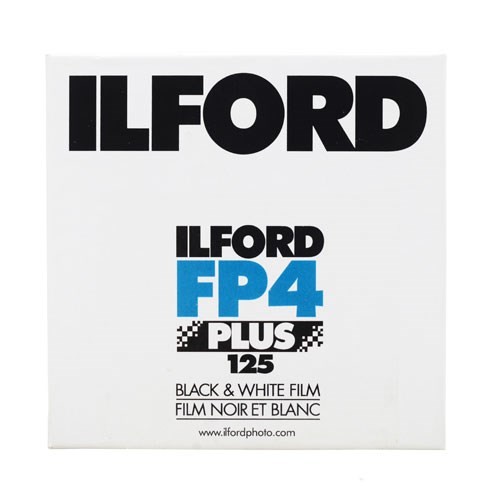 ILFORD
ILFORD
FP4
PLUS
125
BLACK & WHITE FILM
FILM NOIR ET BLANC
www.ilfordphoto.com